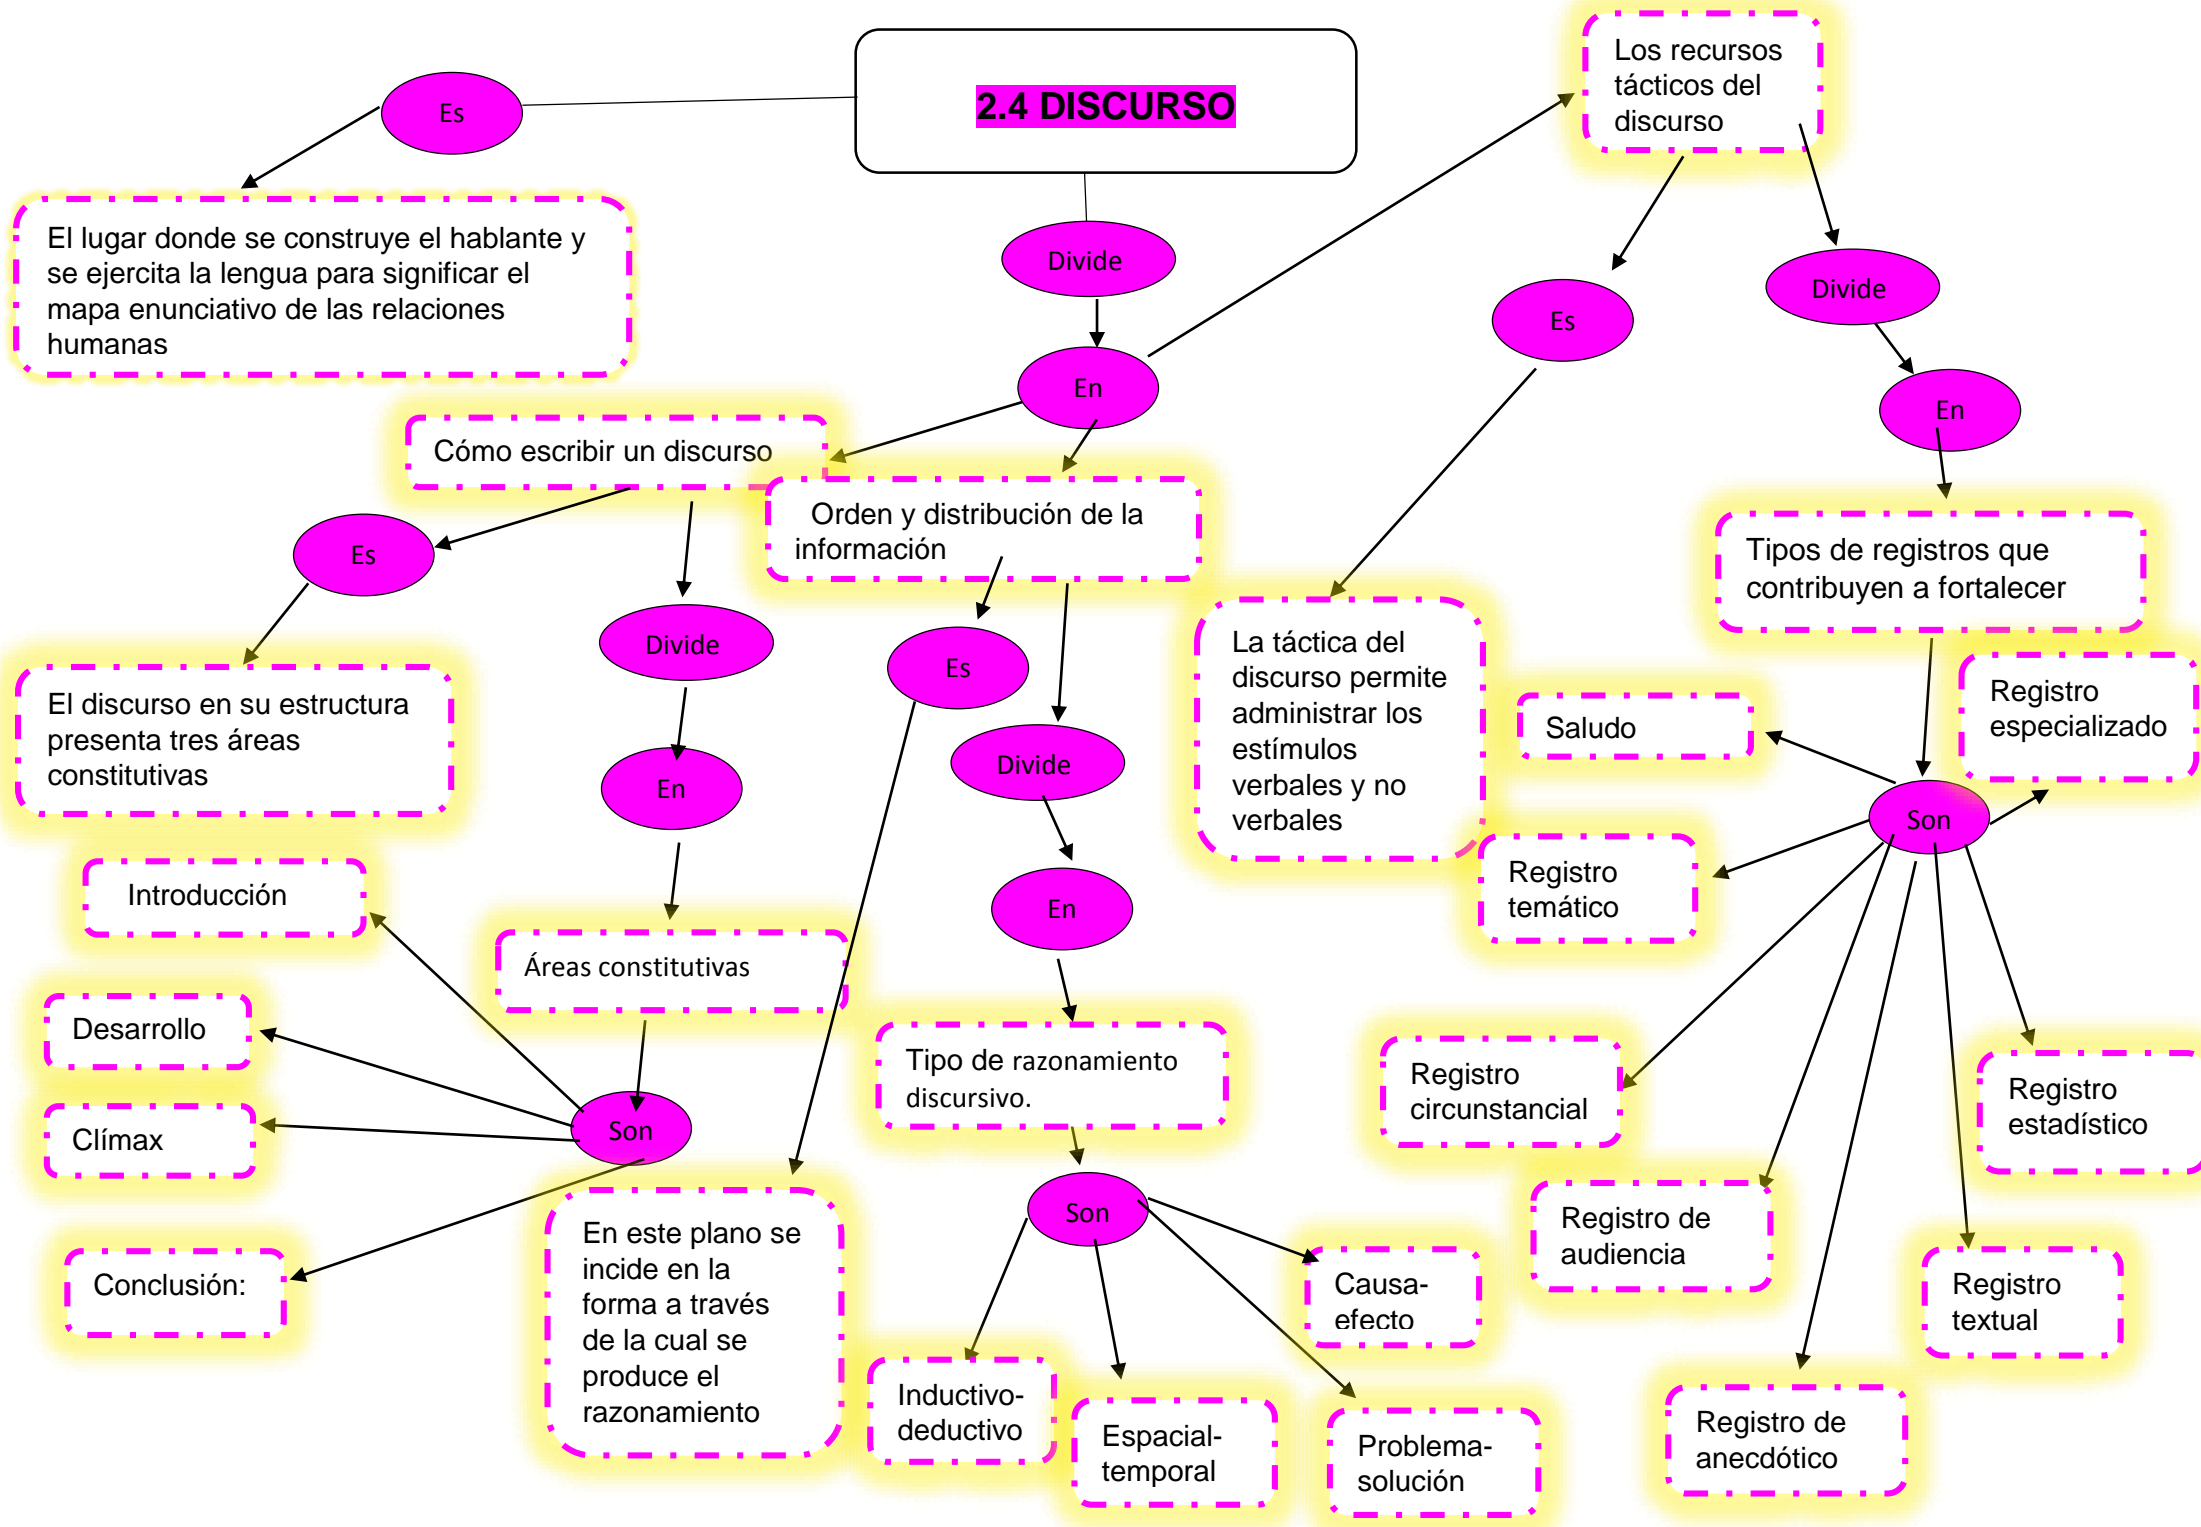 2.4 DISCURSO
Es
El lugar donde se construye el hablante y
se ejercita la lengua para significar el
mapa enunciativo de las relaciones
humanas
Divide
En
Cómo escribir un discurso
Es
El discurso en su estructura
presenta tres áreas
constitutivas
Divide
En
Áreas constitutivas
Son
Introducción
Desarrollo
Clímax
Conclusión:
Orden y distribución de la
información
Es
En este plano se
incide en la
forma a través
de la cual se
produce el
razonamiento
Divide
En
Tipo de razonamiento
discursivo.
Son
Inductivo-
deductivo
Espacial-
temporal
Problema-
solución
Causa-
efecto
Los recursos
tácticos del
discurso
Es
La táctica del
discurso permite
administrar los
estímulos
verbales y no
verbales
Divide
En
Tipos de registros que
contribuyen a fortalecer
Son
Saludo
Registro
temático
Registro
circunstancial
Registro de
audiencia
Registro de
anecdótico
Registro
textual
Registro
estadístico
Registro
especializado